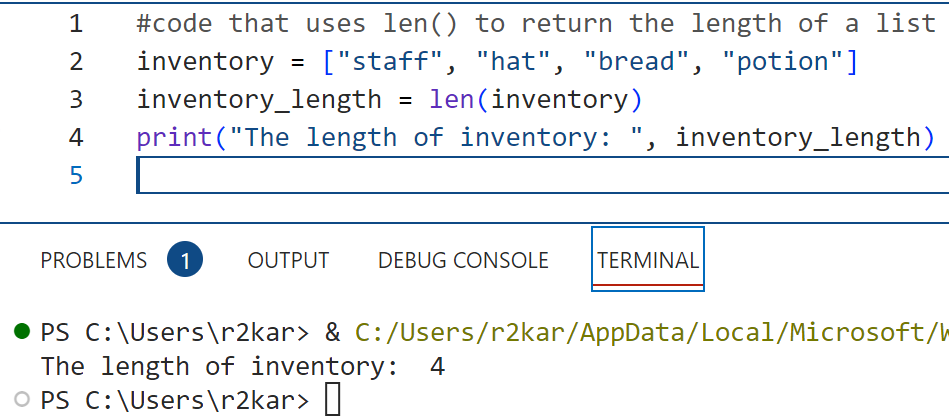 1 #code that uses len() to return the length of a list
2 inventory = ["staff", "hat", "bread", "potion"]
3 inventory_length = len(inventory)
4 print("The length of inventory: ", inventory_length)
5
PROBLEMS 1 OUTPUT DEBUG CONSOLE TERMINAL
PS C:\Users\r2kar> & C:/Users/r2kar/AppData/Local/Microsoft/
The length of inventory:  4
PS C:\Users\r2kar>